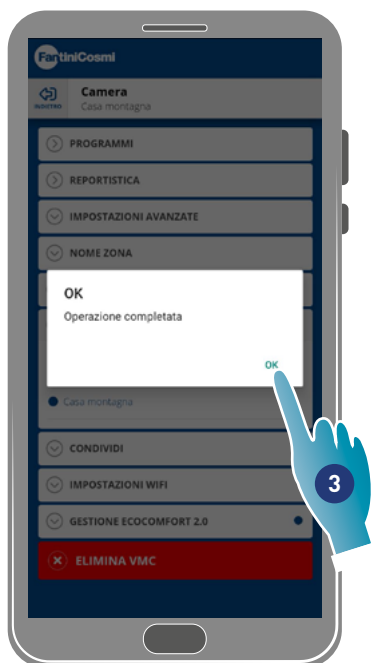 FantiniCosmi
INDIETRO
Camera
Casa montagna
PROGRAMMI
REPORTISTICA
IMPOSTAZIONI AVANZATE
NOME ZONA
OK
Operazione completata
OK
Casa montagna
3
CONDIVIDI
IMPOSTAZIONI WIFI
GESTIONE ECOCOMFORT 2.0
ELIMINA VMC